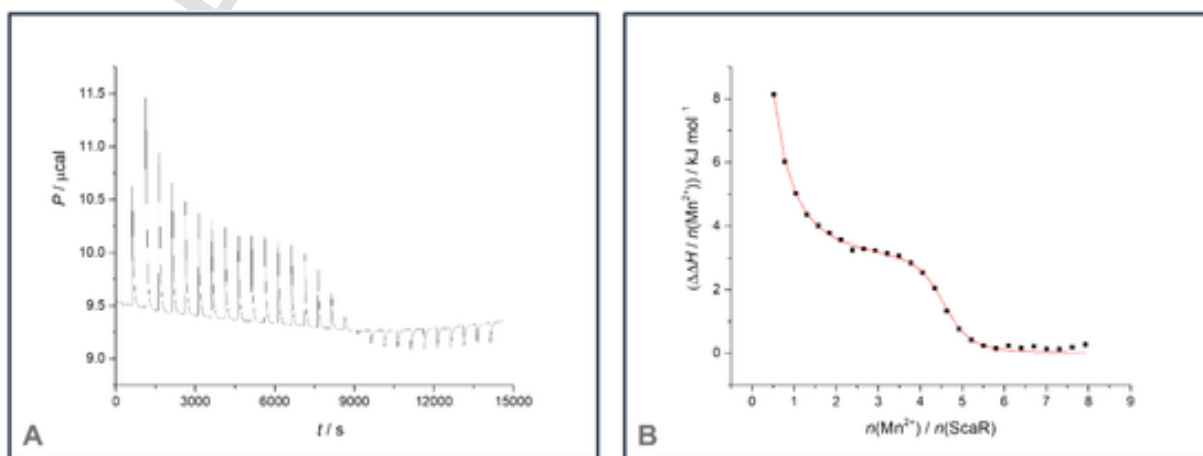 11.5
11.0
10.5
10.0
9.5
9.0
P / µcal
0 3000 6000 9000 12000 15000
t / s
A
8
6
4
2
0
(ΔΔH / n(Mn²⁺)) / kJ mol⁻¹
0 1 2 3 4 5 6 7 8 9
n(Mn²⁺) / n(ScaR)
B